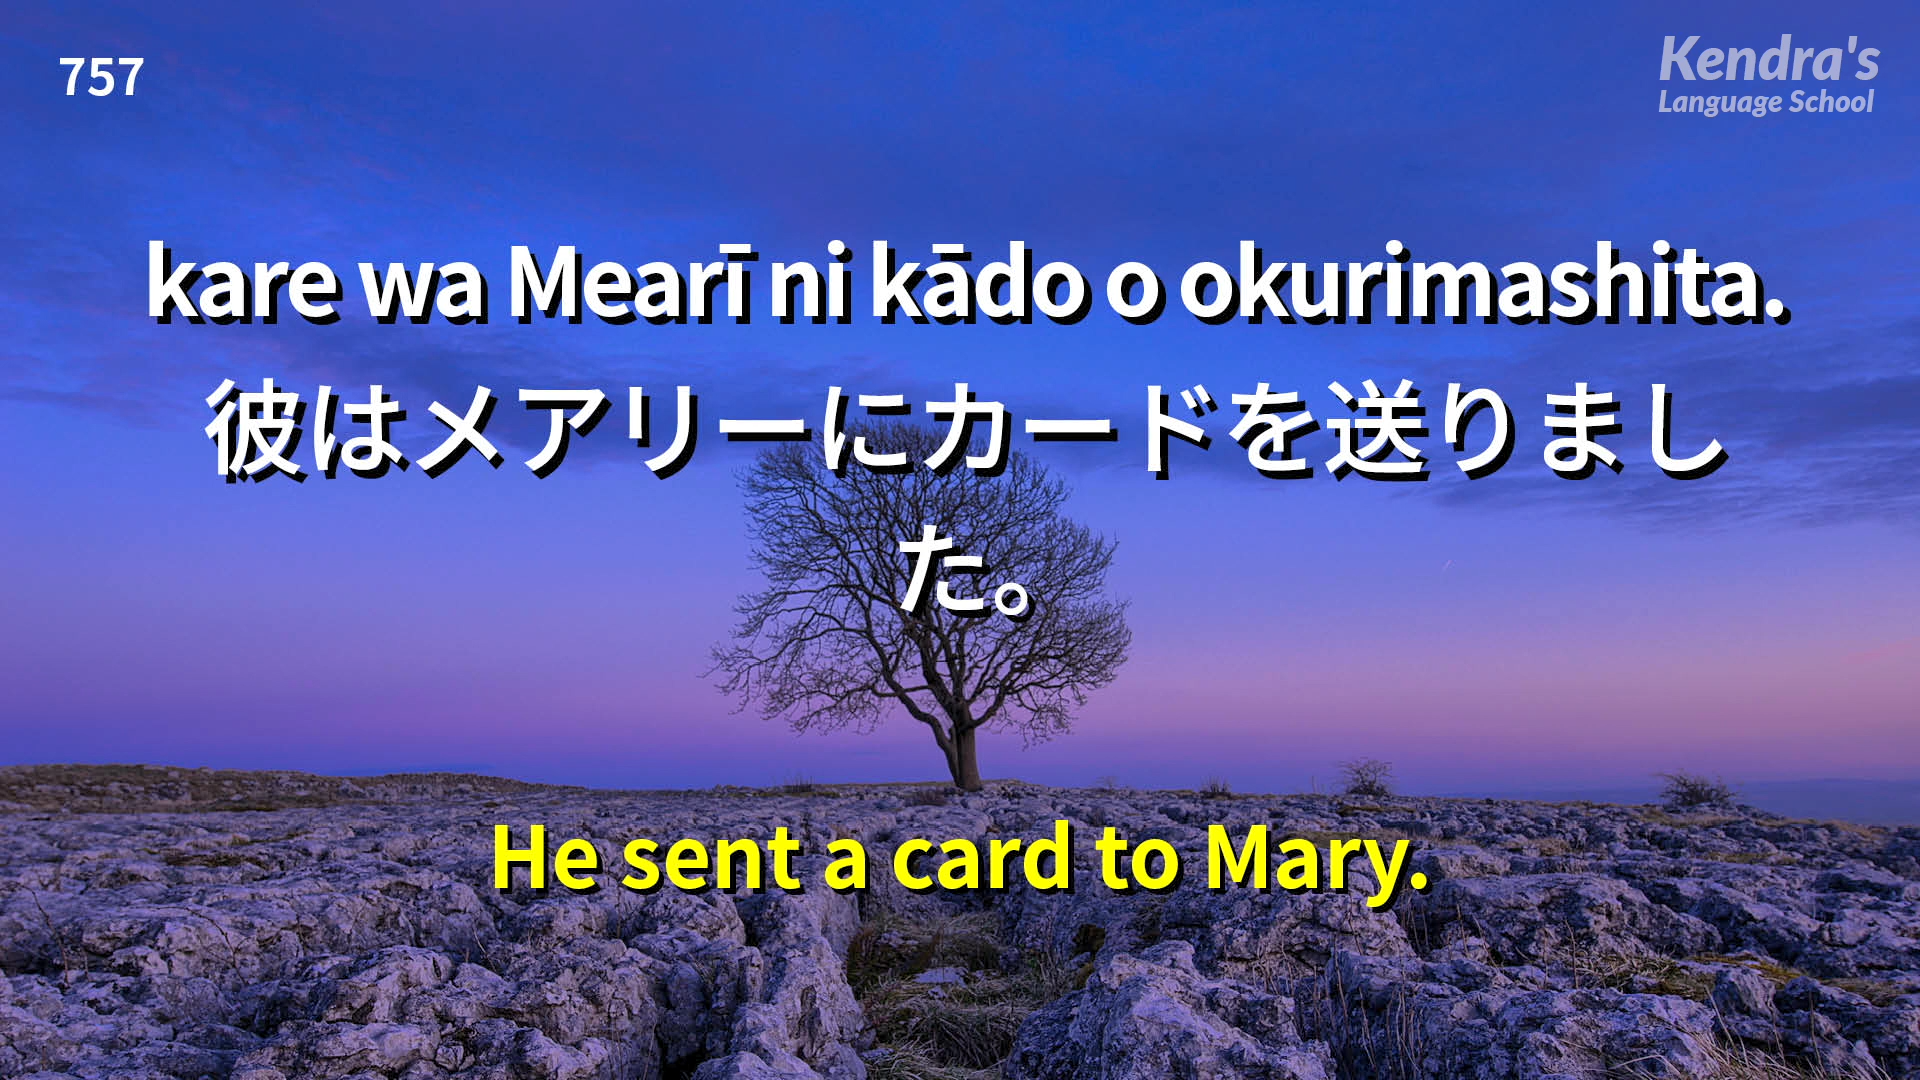 757
Kendra's
Language School
kare wa Mearī ni kādo o okurimashita.
彼はメアリーにカードを送りまし
た。
He sent a card to Mary.